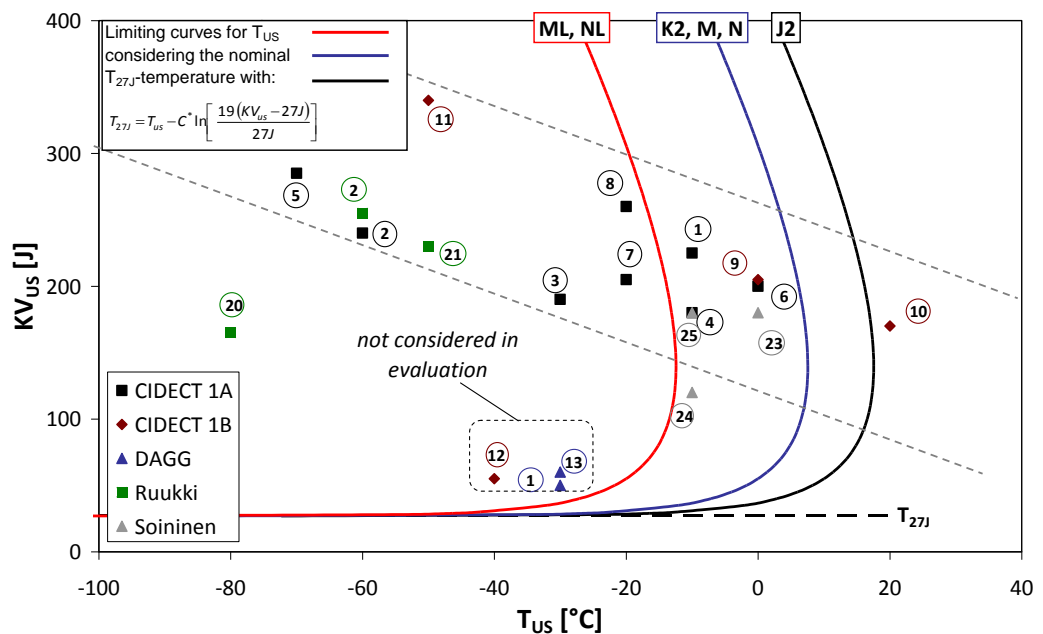 400
300
200
100
0
KV_US [J]
Limiting curves for T_US
considering the nominal
T_27J-temperature with:
T_27J = T_us − C* ln[19 (KV_us − 27J) / 27J]
ML, NL
K2, M, N
J2
11
5
2
2
21
20
8
7
3
1
9
6
4
25
23
10
24
not considered in
evaluation
12
1
13
CIDECT 1A
CIDECT 1B
DAGG
Ruukki
Soininen
T_27J
-100
-80
-60
-40
-20
0
20
40
T_US [°C]